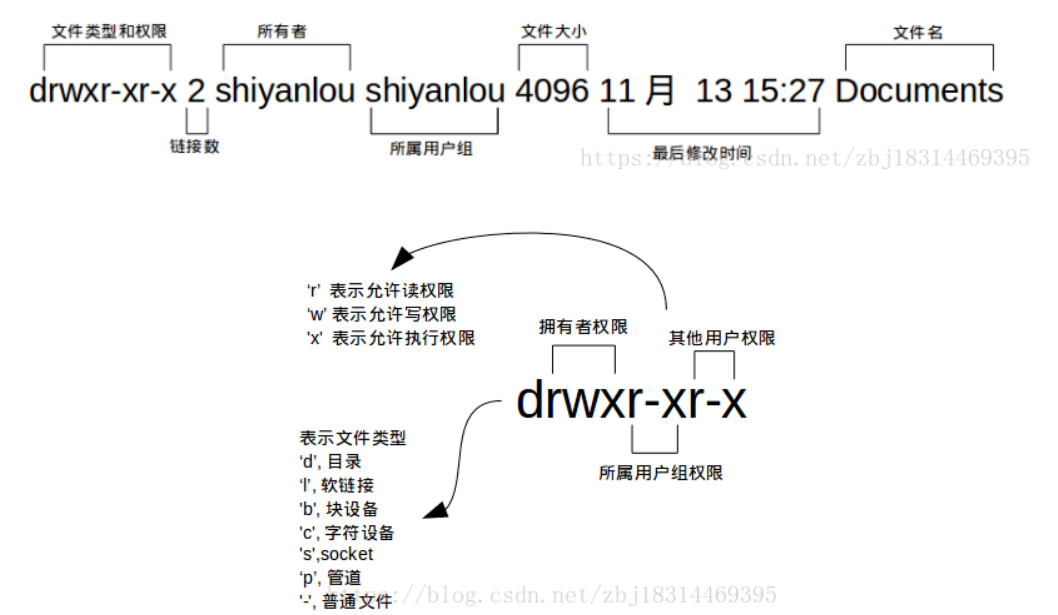 文件类型和权限 所有者 文件大小 文件名
drwxr-xr-x 2 shiyanlou shiyanlou 4096 11 月 13 15:27 Documents
链接数 所属用户组 最后修改时间
https://blog.csdn.net/zbj18314469395
'r' 表示允许读权限
'w' 表示允许写权限
'x' 表示允许执行权限
拥有者权限 其他用户权限
drwxr-xr-x
所属用户组权限
表示文件类型
'd', 目录
'l', 软链接
'b', 块设备
'c', 字符设备
's',socket
'p', 管道
'-', 普通文件
https://blog.csdn.net/zbj18314469395